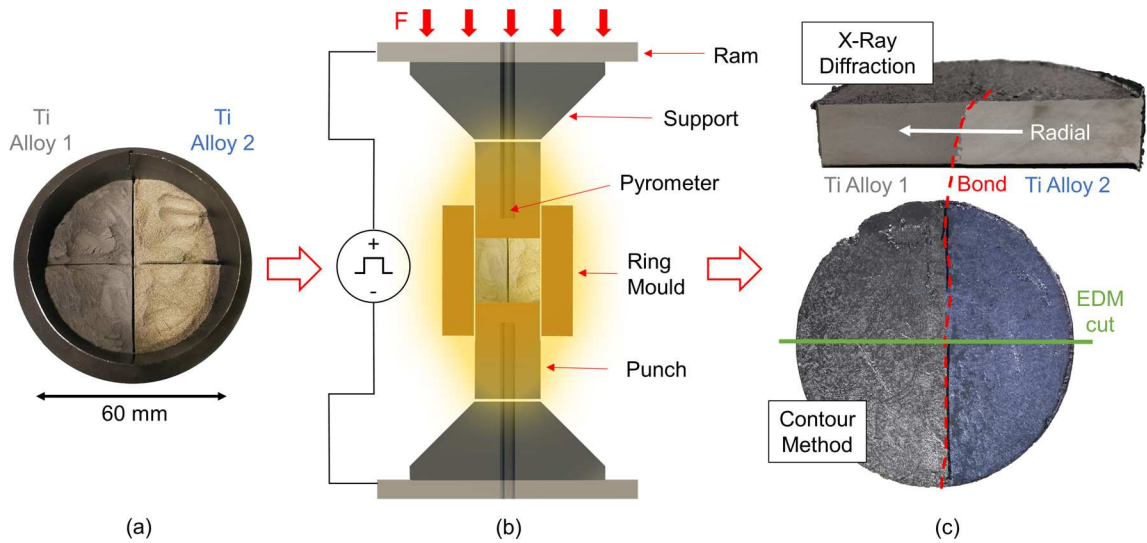 Ti
Alloy 1
Ti
Alloy 2
60 mm
(a)
F
+
-
Ram
Support
Pyrometer
Ring
Mould
Punch
(b)
X-Ray
Diffraction
Radial
Ti Alloy 1
Bond
Ti Alloy 2
EDM
cut
Contour
Method
(c)